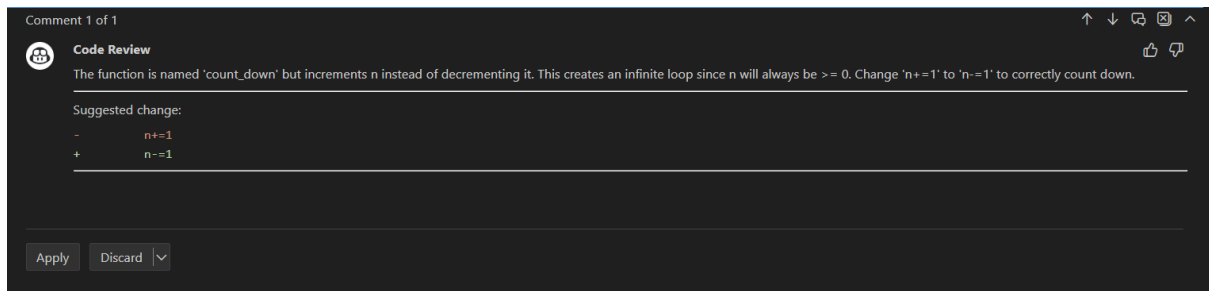 Comment 1 of 1
Code Review
The function is named 'count_down' but increments n instead of decrementing it. This creates an infinite loop since n will always be >= 0. Change 'n+=1' to 'n-=1' to correctly count down.
Suggested change:
- n+=1
+ n-=1
Apply Discard